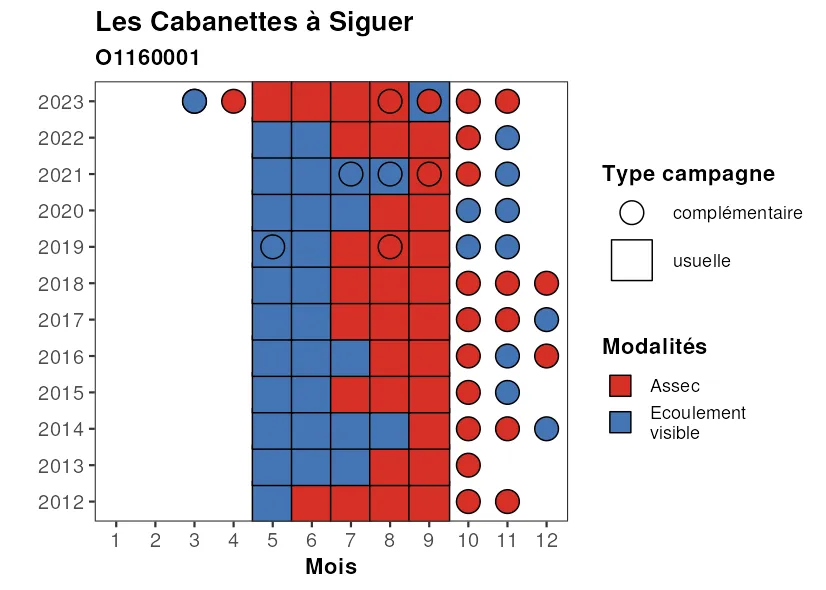 Les Cabanettes à Siguer
O1160001
2023
2022
2021
2020
2019
2018
2017
2016
2015
2014
2013
2012
1 2 3 4 5 6 7 8 9 10 11 12
Mois
Type campagne
complémentaire
usuelle
Modalités
Assec
Ecoulement
visible